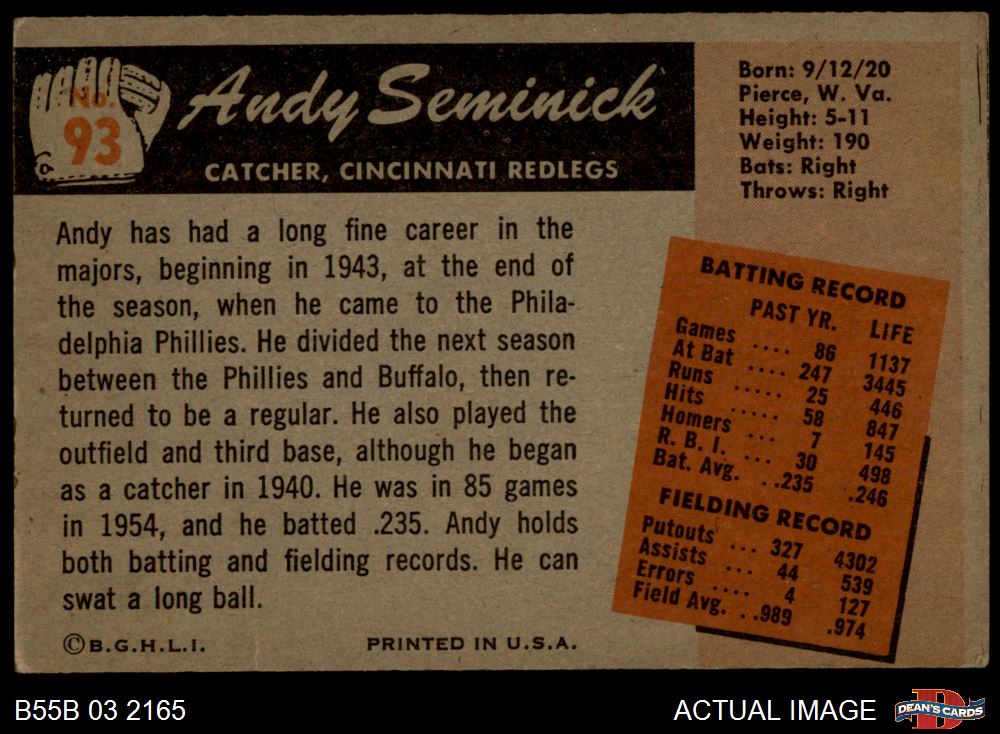 No.
93
Andy Seminick
CATCHER, CINCINNATI REDLEGS
Born: 9/12/20
Pierce, W. Va.
Height: 5-11
Weight: 190
Bats: Right
Throws: Right
Andy has had a long fine career in the
majors, beginning in 1943, at the end of
the season, when he came to the Phila-
delphia Phillies. He divided the next season
between the Phillies and Buffalo, then re-
turned to be a regular. He also played the
outfield and third base, although he began
as a catcher in 1940. He was in 85 games
in 1954, and he batted .235. Andy holds
both batting and fielding records. He can
swat a long ball.
©B.G.H.L.I. PRINTED IN U.S.A.
BATTING RECORD
PAST YR. LIFE
Games .... 86 1137
At Bat .... 247 3445
Runs ..... 25 446
Hits ..... 58 847
Homers ... 7 145
R. B. I. ... 30 498
Bat. Avg. ..235 .246
FIELDING RECORD
Putouts ... 327 4302
Assists ... 44 539
Errors .... 4 127
Field Avg. ..989 .974
B55B 03 2165 ACTUAL IMAGE
DEAN'S CARDS